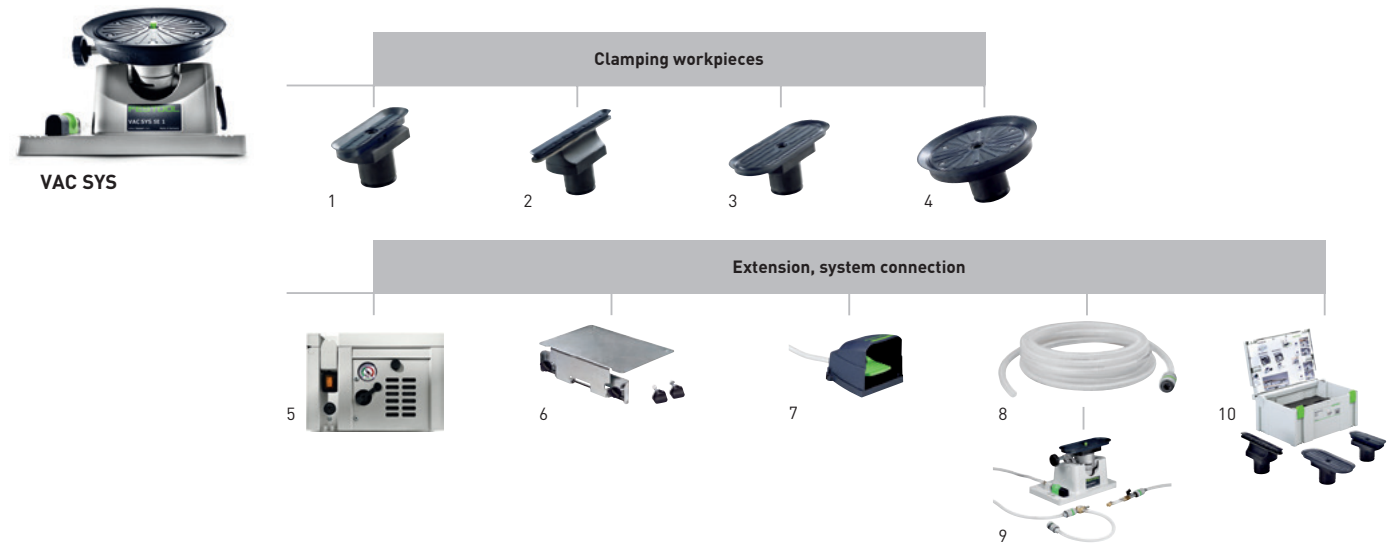 FESTOOL
VAC SYS SE 1
VAC SYS
Clamping workpieces
1
2
3
4
Extension, system connection
5
6
7
8
10
9